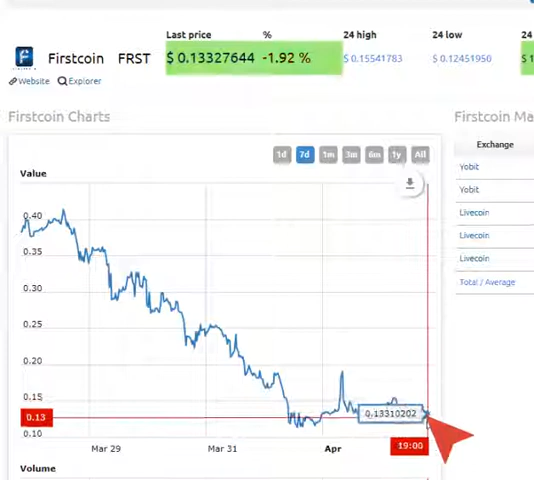 Last price % 24 high 24 low 24
Firstcoin FRST $ 0.13327644 -1.92 % $ 0.15541783 $ 0.12451950 $
Website Explorer
Firstcoin Charts Firstcoin Ma
1d 7d 1m 3m 6m 1y All
Exchange
Value
Yobit
Yobit
Livecoin
Livecoin
Livecoin
Total / Average
0.40
0.35
0.30
0.25
0.20
0.15
0.13310202
0.13
0.10
Mar 29 Mar 31 Apr 19:00
Volume